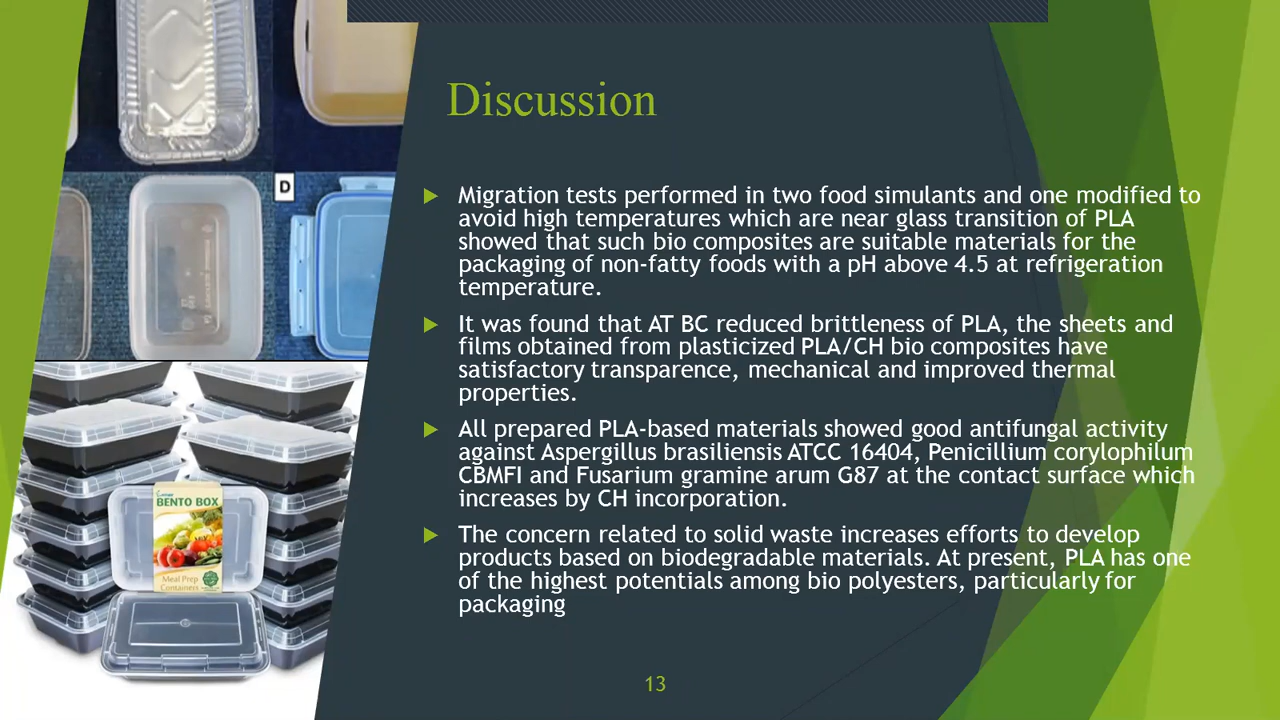 Discussion
Migration tests performed in two food simulants and one modified to
avoid high temperatures which are near glass transition of PLA
showed that such bio composites are suitable materials for the
packaging of non-fatty foods with a pH above 4.5 at refrigeration
temperature.
It was found that AT BC reduced brittleness of PLA, the sheets and
films obtained from plasticized PLA/CH bio composites have
satisfactory transparence, mechanical and improved thermal
properties.
All prepared PLA-based materials showed good antifungal activity
against Aspergillus brasiliensis ATCC 16404, Penicillium corylophilum
CBMFI and Fusarium gramine arum G87 at the contact surface which
increases by CH incorporation.
The concern related to solid waste increases efforts to develop
products based on biodegradable materials. At present, PLA has one
of the highest potentials among bio polyesters, particularly for
packaging
13
D
BENTO BOX
Meal Prep
Containers